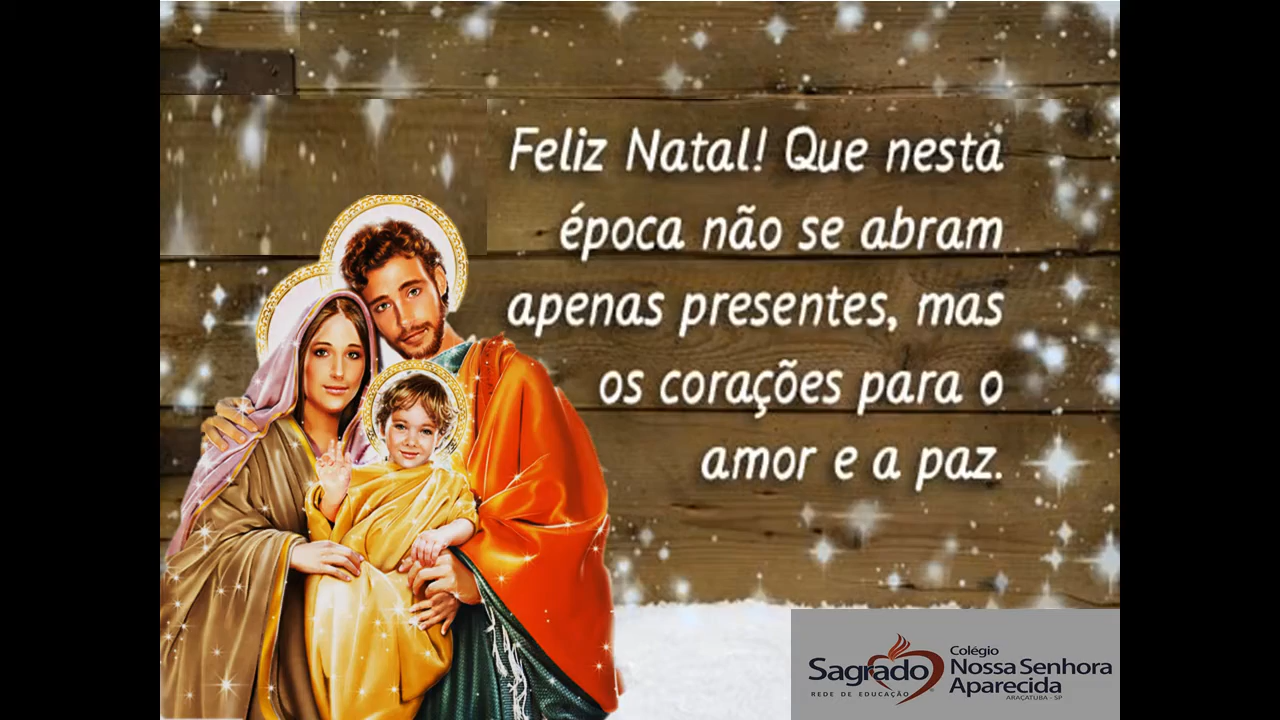 Feliz Natal! Que nesta
época não se abram
apenas presentes, mas
os corações para o
amor e a paz.
Sagrado
REDE DE EDUCAÇÃO
Colégio
Nossa Senhora
Aparecida
ARAÇATUBA - SP